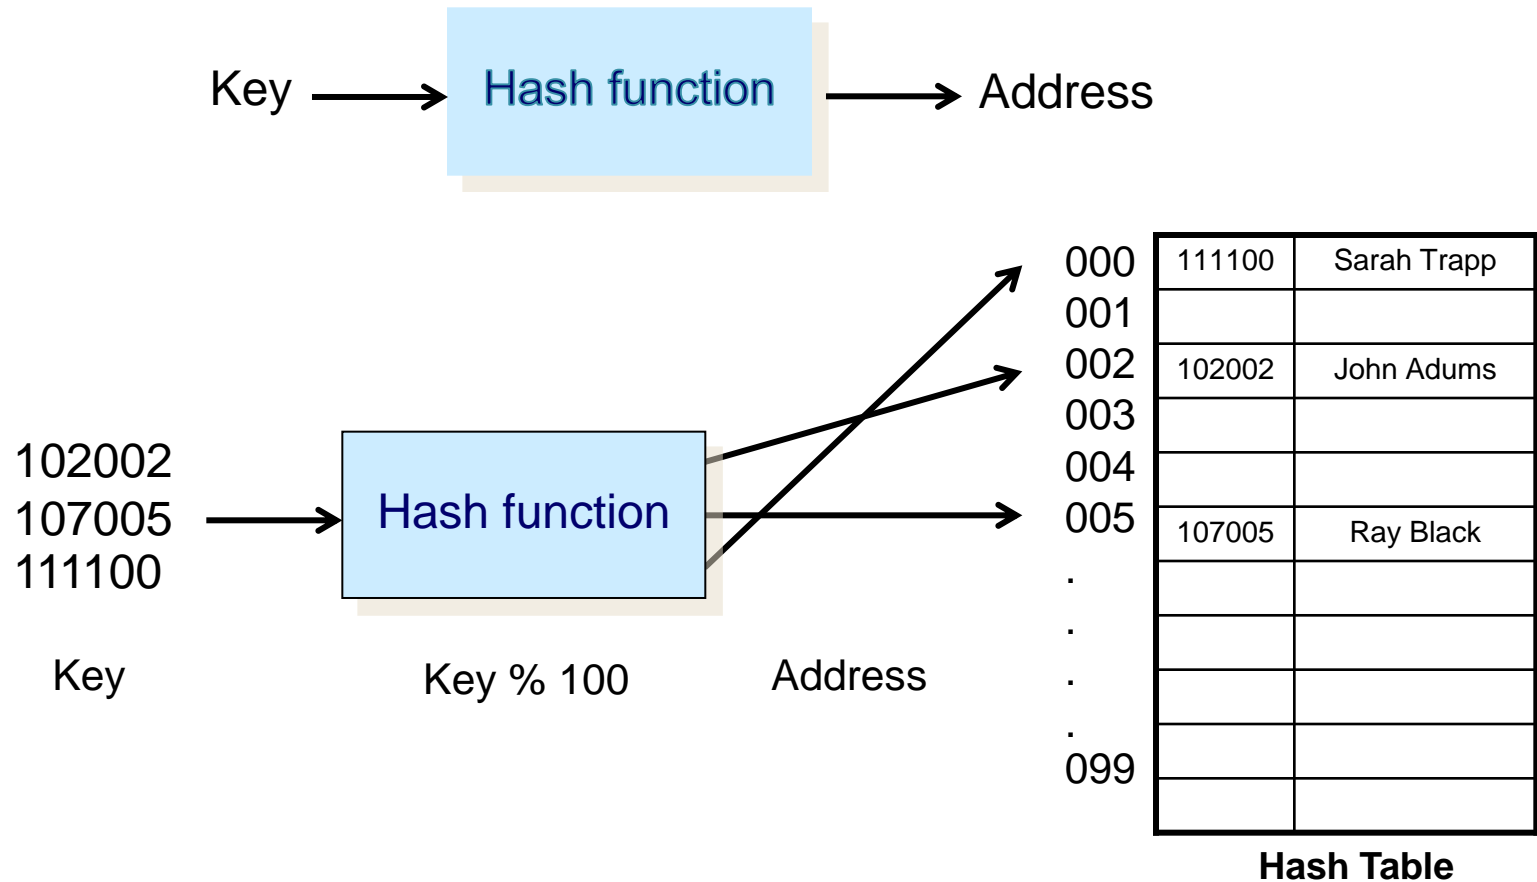 Key
Hash function
Address
102002
107005
111100
Hash function
Key
Key % 100
Address
000 111100 Sarah Trapp
001
002 102002 John Adums
003
004
005 107005 Ray Black
.
.
.
.
099
Hash Table